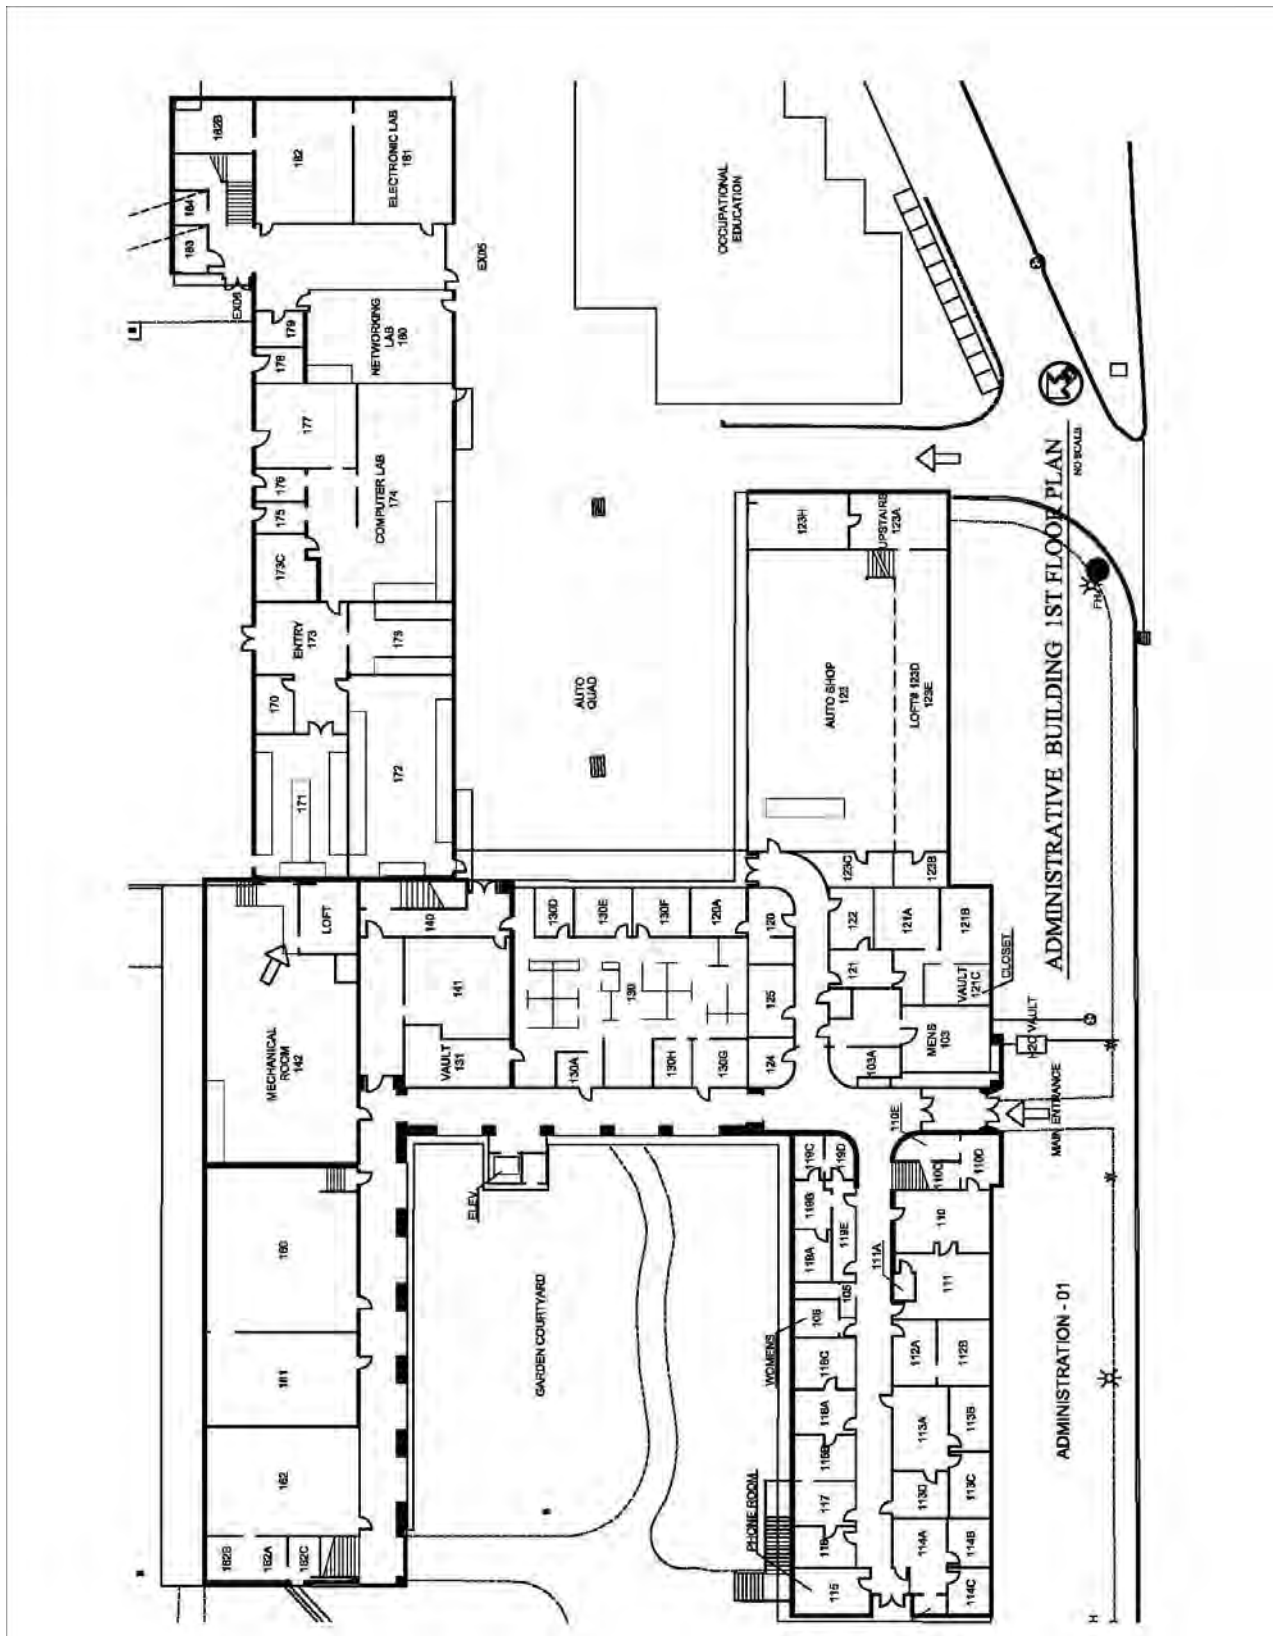 182B
182
ELECTRONIC LAB
181
184
183
EX06
EX05
179
178
NETWORKING
LAB
180
177
176
175
COMPUTER LAB
174
173C
ENTRY
173
175
170
171
172
OCCUPATIONAL
EDUCATION
AUTO
QUAD
123H
UPSTAIRS
123A
AUTO SHOP
123
LOFT# 123D
123E
123C
123B
ADMINISTRATIVE BUILDING 1ST FLOOR PLAN
NO SCALE
FH
LOFT
140
MECHANICAL
ROOM
142
141
VAULT
131
130D
130E
130F
120A
120
130
125
130A
130H
130G
124
122
121A
121B
121
VAULT
121C
CLOSET
MENS
103
103A
H2O VAULT
MAIN ENTRANCE
110E
110C
110D
110
111A
111
ELEV.
GARDEN COURTYARD
119C
119D
119B
119E
118A
105
106
WOMENS
118C
116A
115B
117
116
PHONE ROOM
115
112A
112B
113A
113B
113D
113C
114A
114B
114C
160
161
162
162B
162A
162C
ADMINISTRATION - 01